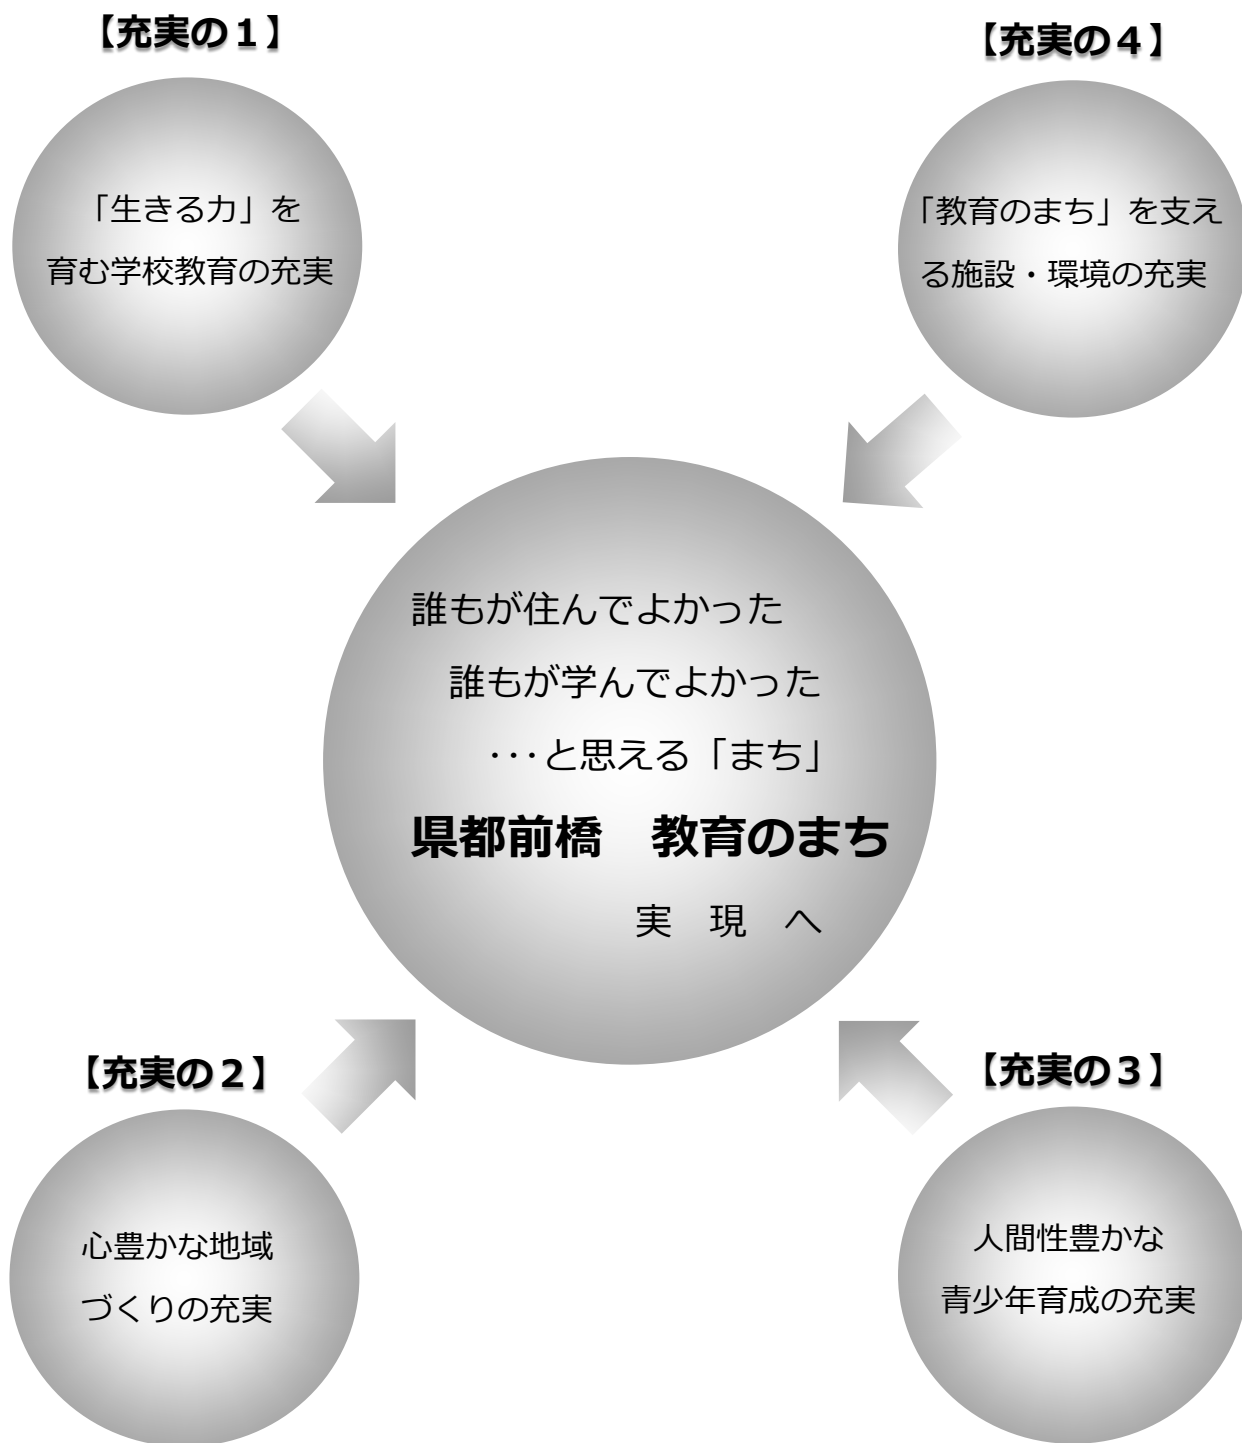 【充実の１】
「生きる力」を
育む学校教育の充実
【充実の４】
「教育のまち」を支え
る施設・環境の充実
誰もが住んでよかった
誰もが学んでよかった
･･･と思える「まち」
県都前橋　教育のまち
実　現　へ
【充実の２】
心豊かな地域
づくりの充実
【充実の３】
人間性豊かな
青少年育成の充実